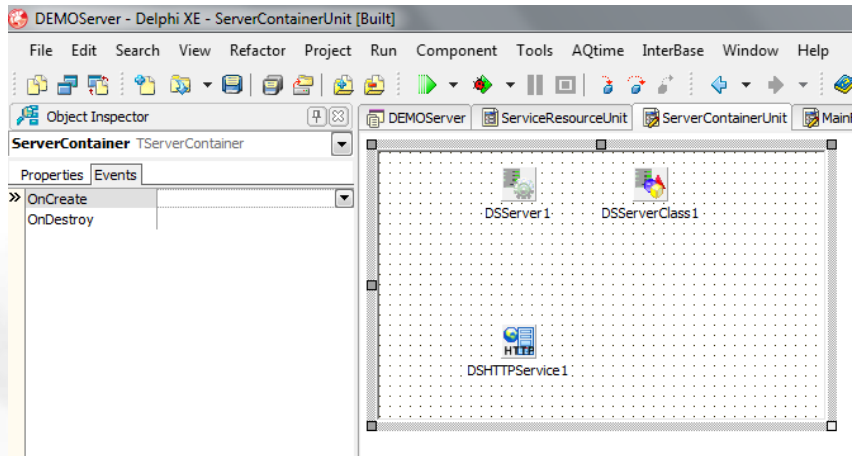 DEMOServer - Delphi XE - ServerContainerUnit [Built]
File Edit Search View Refactor Project Run Component Tools AQtime InterBase Window Help
Object Inspector
DEMOServer ServiceResourceUnit ServerContainerUnit
ServerContainer TServerContainer
Properties Events
OnCreate
OnDestroy
DSServer1 DSServerClass1
HTTP
DSHTTPService1